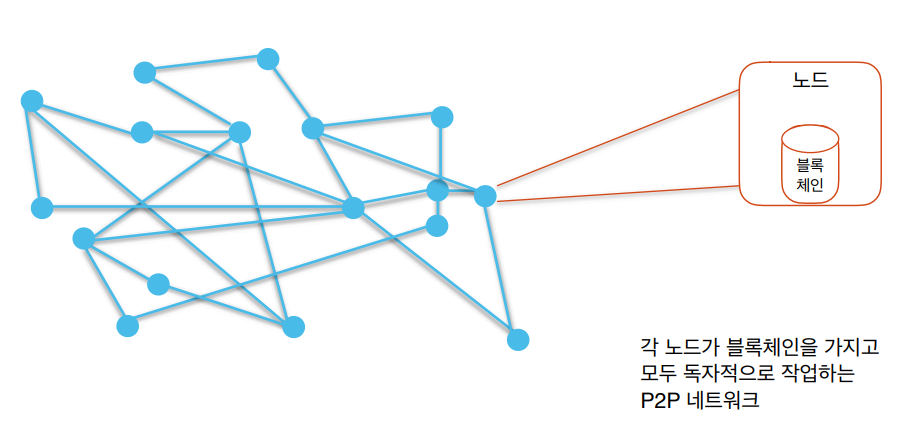 노드
블록
체인
각 노드가 블록체인을 가지고
모두 독자적으로 작업하는
P2P 네트워크